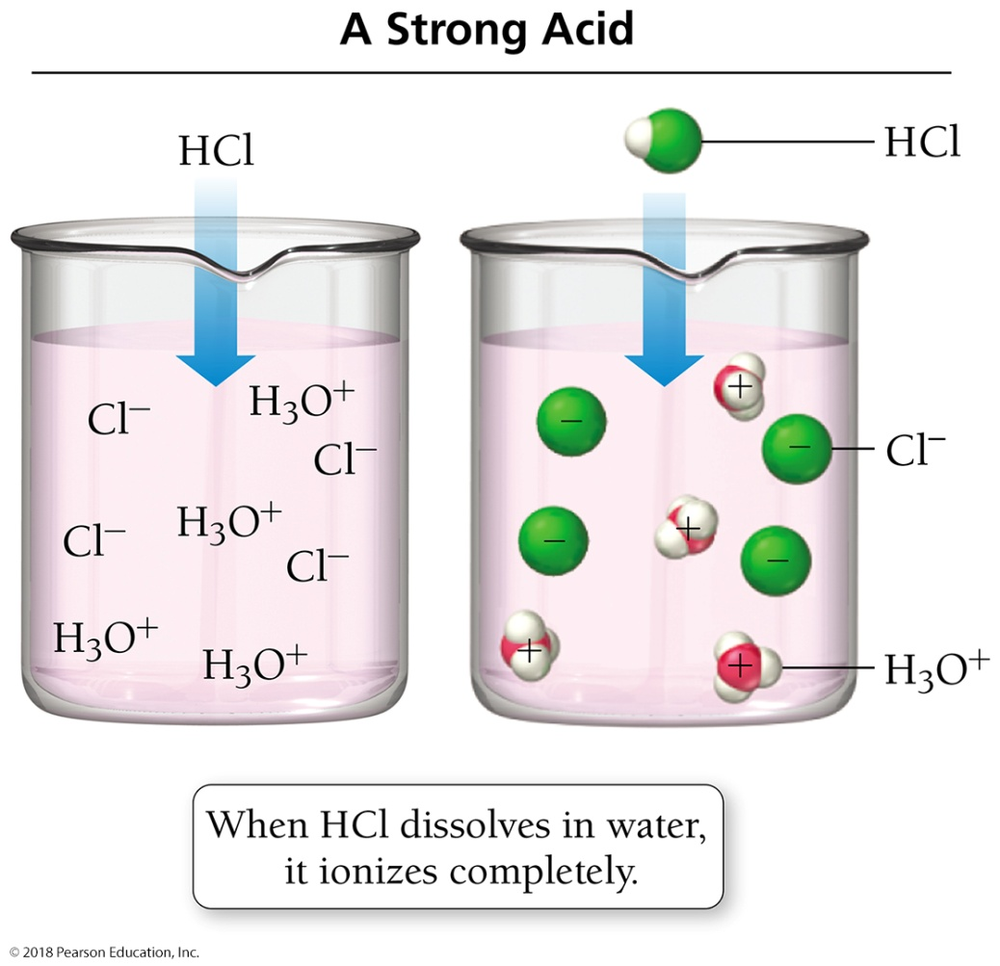 A Strong Acid
HCl
HCl
Cl⁻
H₃O⁺
Cl⁻
H₃O⁺
Cl⁻
Cl⁻
H₃O⁺
H₃O⁺
+
−
− Cl⁻
+
−
−
+
+ H₃O⁺
When HCl dissolves in water,
it ionizes completely.
© 2018 Pearson Education, Inc.